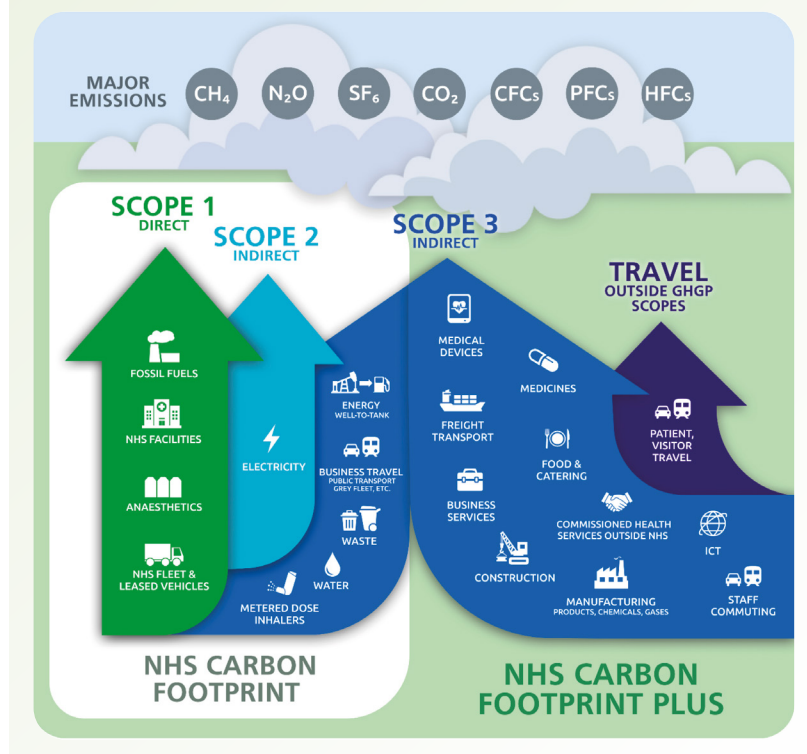 MAJOR
EMISSIONS
CH₄
N₂O
SF₆
CO₂
CFCs
PFCs
HFCs
SCOPE 1
DIRECT
FOSSIL FUELS
NHS FACILITIES
ANAESTHETICS
NHS FLEET &
LEASED VEHICLES
SCOPE 2
INDIRECT
ELECTRICITY
SCOPE 3
INDIRECT
ENERGY
WELL-TO-TANK
BUSINESS TRAVEL
PUBLIC TRANSPORT
GREY FLEET, ETC.
WASTE
WATER
METERED DOSE
INHALERS
MEDICAL
DEVICES
MEDICINES
FREIGHT
TRANSPORT
FOOD &
CATERING
BUSINESS
SERVICES
COMMISSIONED HEALTH
SERVICES OUTSIDE NHS
CONSTRUCTION
MANUFACTURING
PRODUCTS, CHEMICALS, GASES
ICT
STAFF
COMMUTING
TRAVEL
OUTSIDE GHGP
SCOPES
PATIENT,
VISITOR
TRAVEL
NHS CARBON
FOOTPRINT
NHS CARBON
FOOTPRINT PLUS